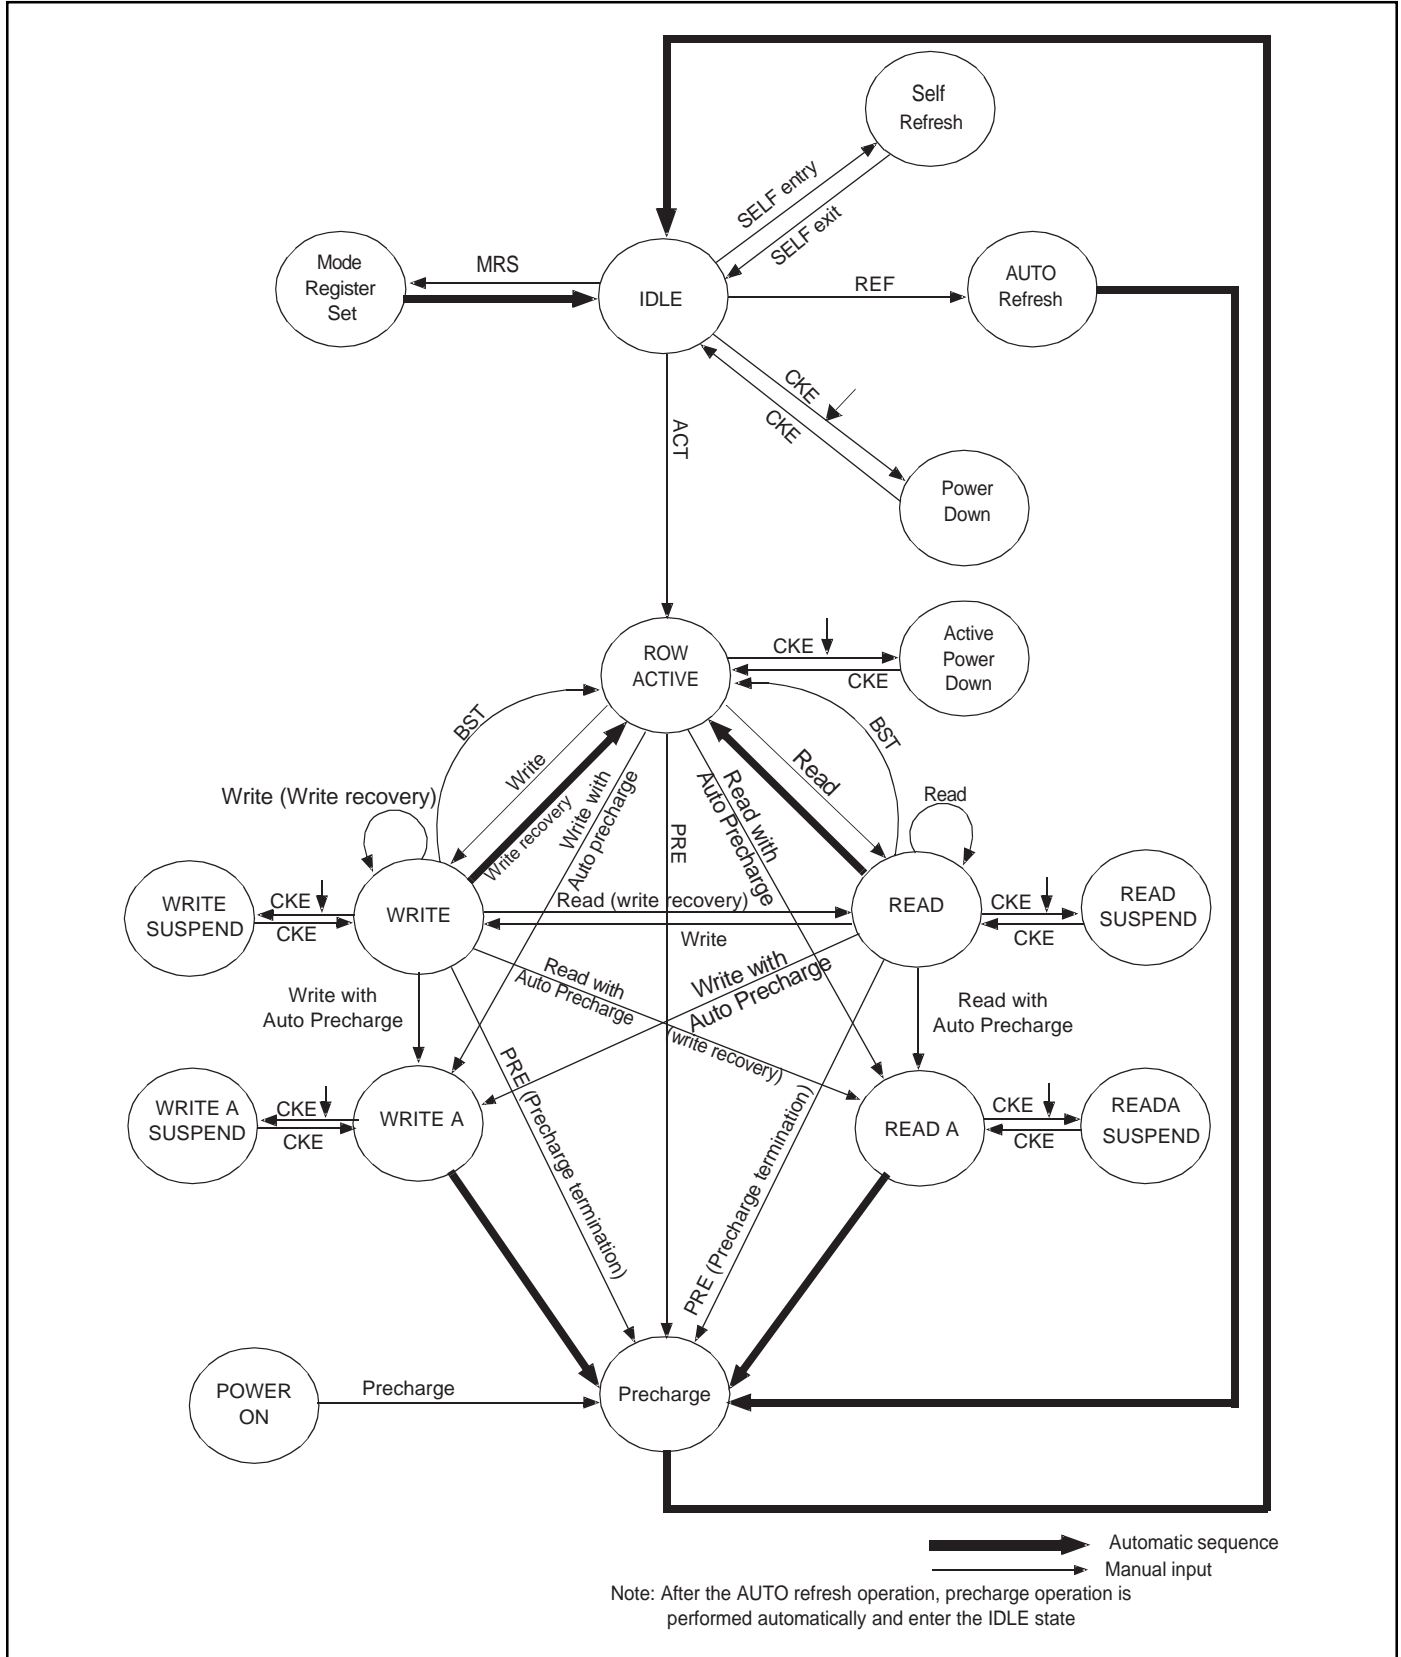 Self
Refresh
SELF entry
SELF exit
Mode
Register
Set
MRS
IDLE
REF
AUTO
Refresh
CKE
CKE
ACT
Power
Down
ROW
ACTIVE
CKE
CKE
Active
Power
Down
BST
BST
Write
Write recovery
Write with
Auto precharge
PRE
Read with
Auto Precharge
Read
Write (Write recovery)
Read
WRITE
SUSPEND
CKE
CKE
WRITE
Read (write recovery)
Write
READ
CKE
CKE
READ
SUSPEND
Write with
Auto Precharge
Read with
Auto Precharge
(write recovery)
Write with
Auto Precharge
Read with
Auto Precharge
WRITE A
SUSPEND
CKE
CKE
WRITE A
PRE (Precharge termination)
PRE (Precharge termination)
READ A
CKE
CKE
READA
SUSPEND
POWER
ON
Precharge
Precharge
Automatic sequence
Manual input
Note: After the AUTO refresh operation, precharge operation is
performed automatically and enter the IDLE state